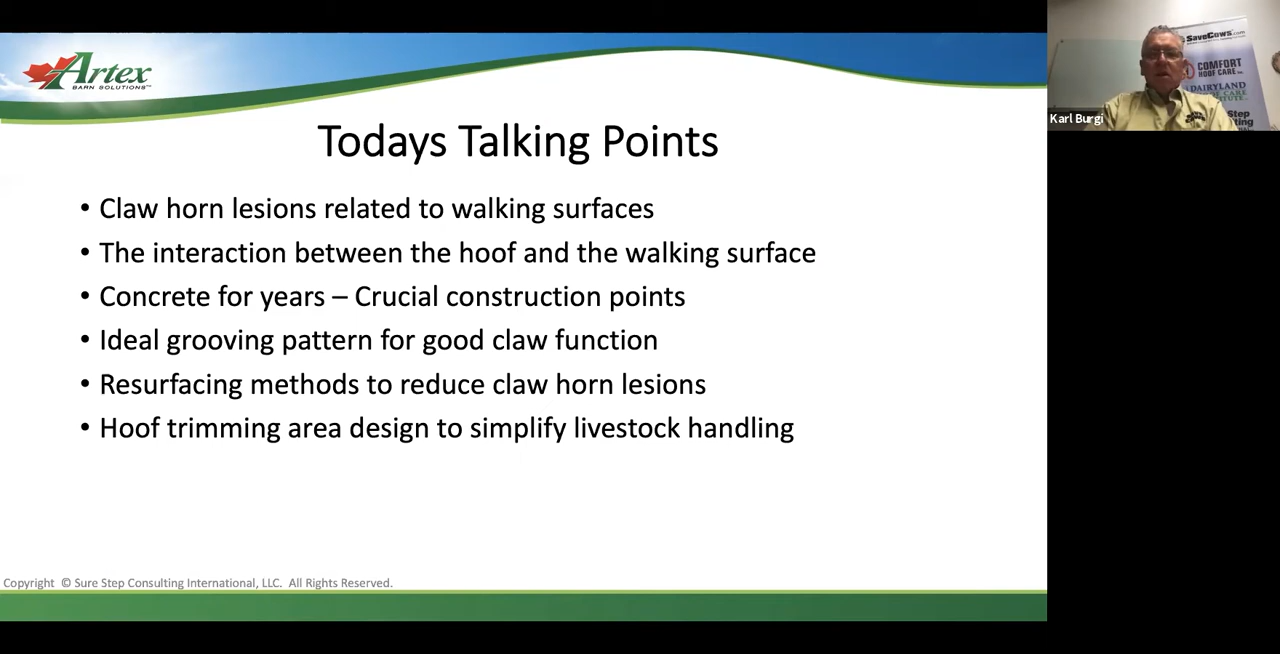 Artex
BARN SOLUTIONS™
Todays Talking Points
• Claw horn lesions related to walking surfaces
• The interaction between the hoof and the walking surface
• Concrete for years – Crucial construction points
• Ideal grooving pattern for good claw function
• Resurfacing methods to reduce claw horn lesions
• Hoof trimming area design to simplify livestock handling
Copyright © Sure Step Consulting International, LLC. All Rights Reserved.
SaveCows.com
COMFORT
HOOF CARE
DAIRYLAND
Step
Karl Burgi